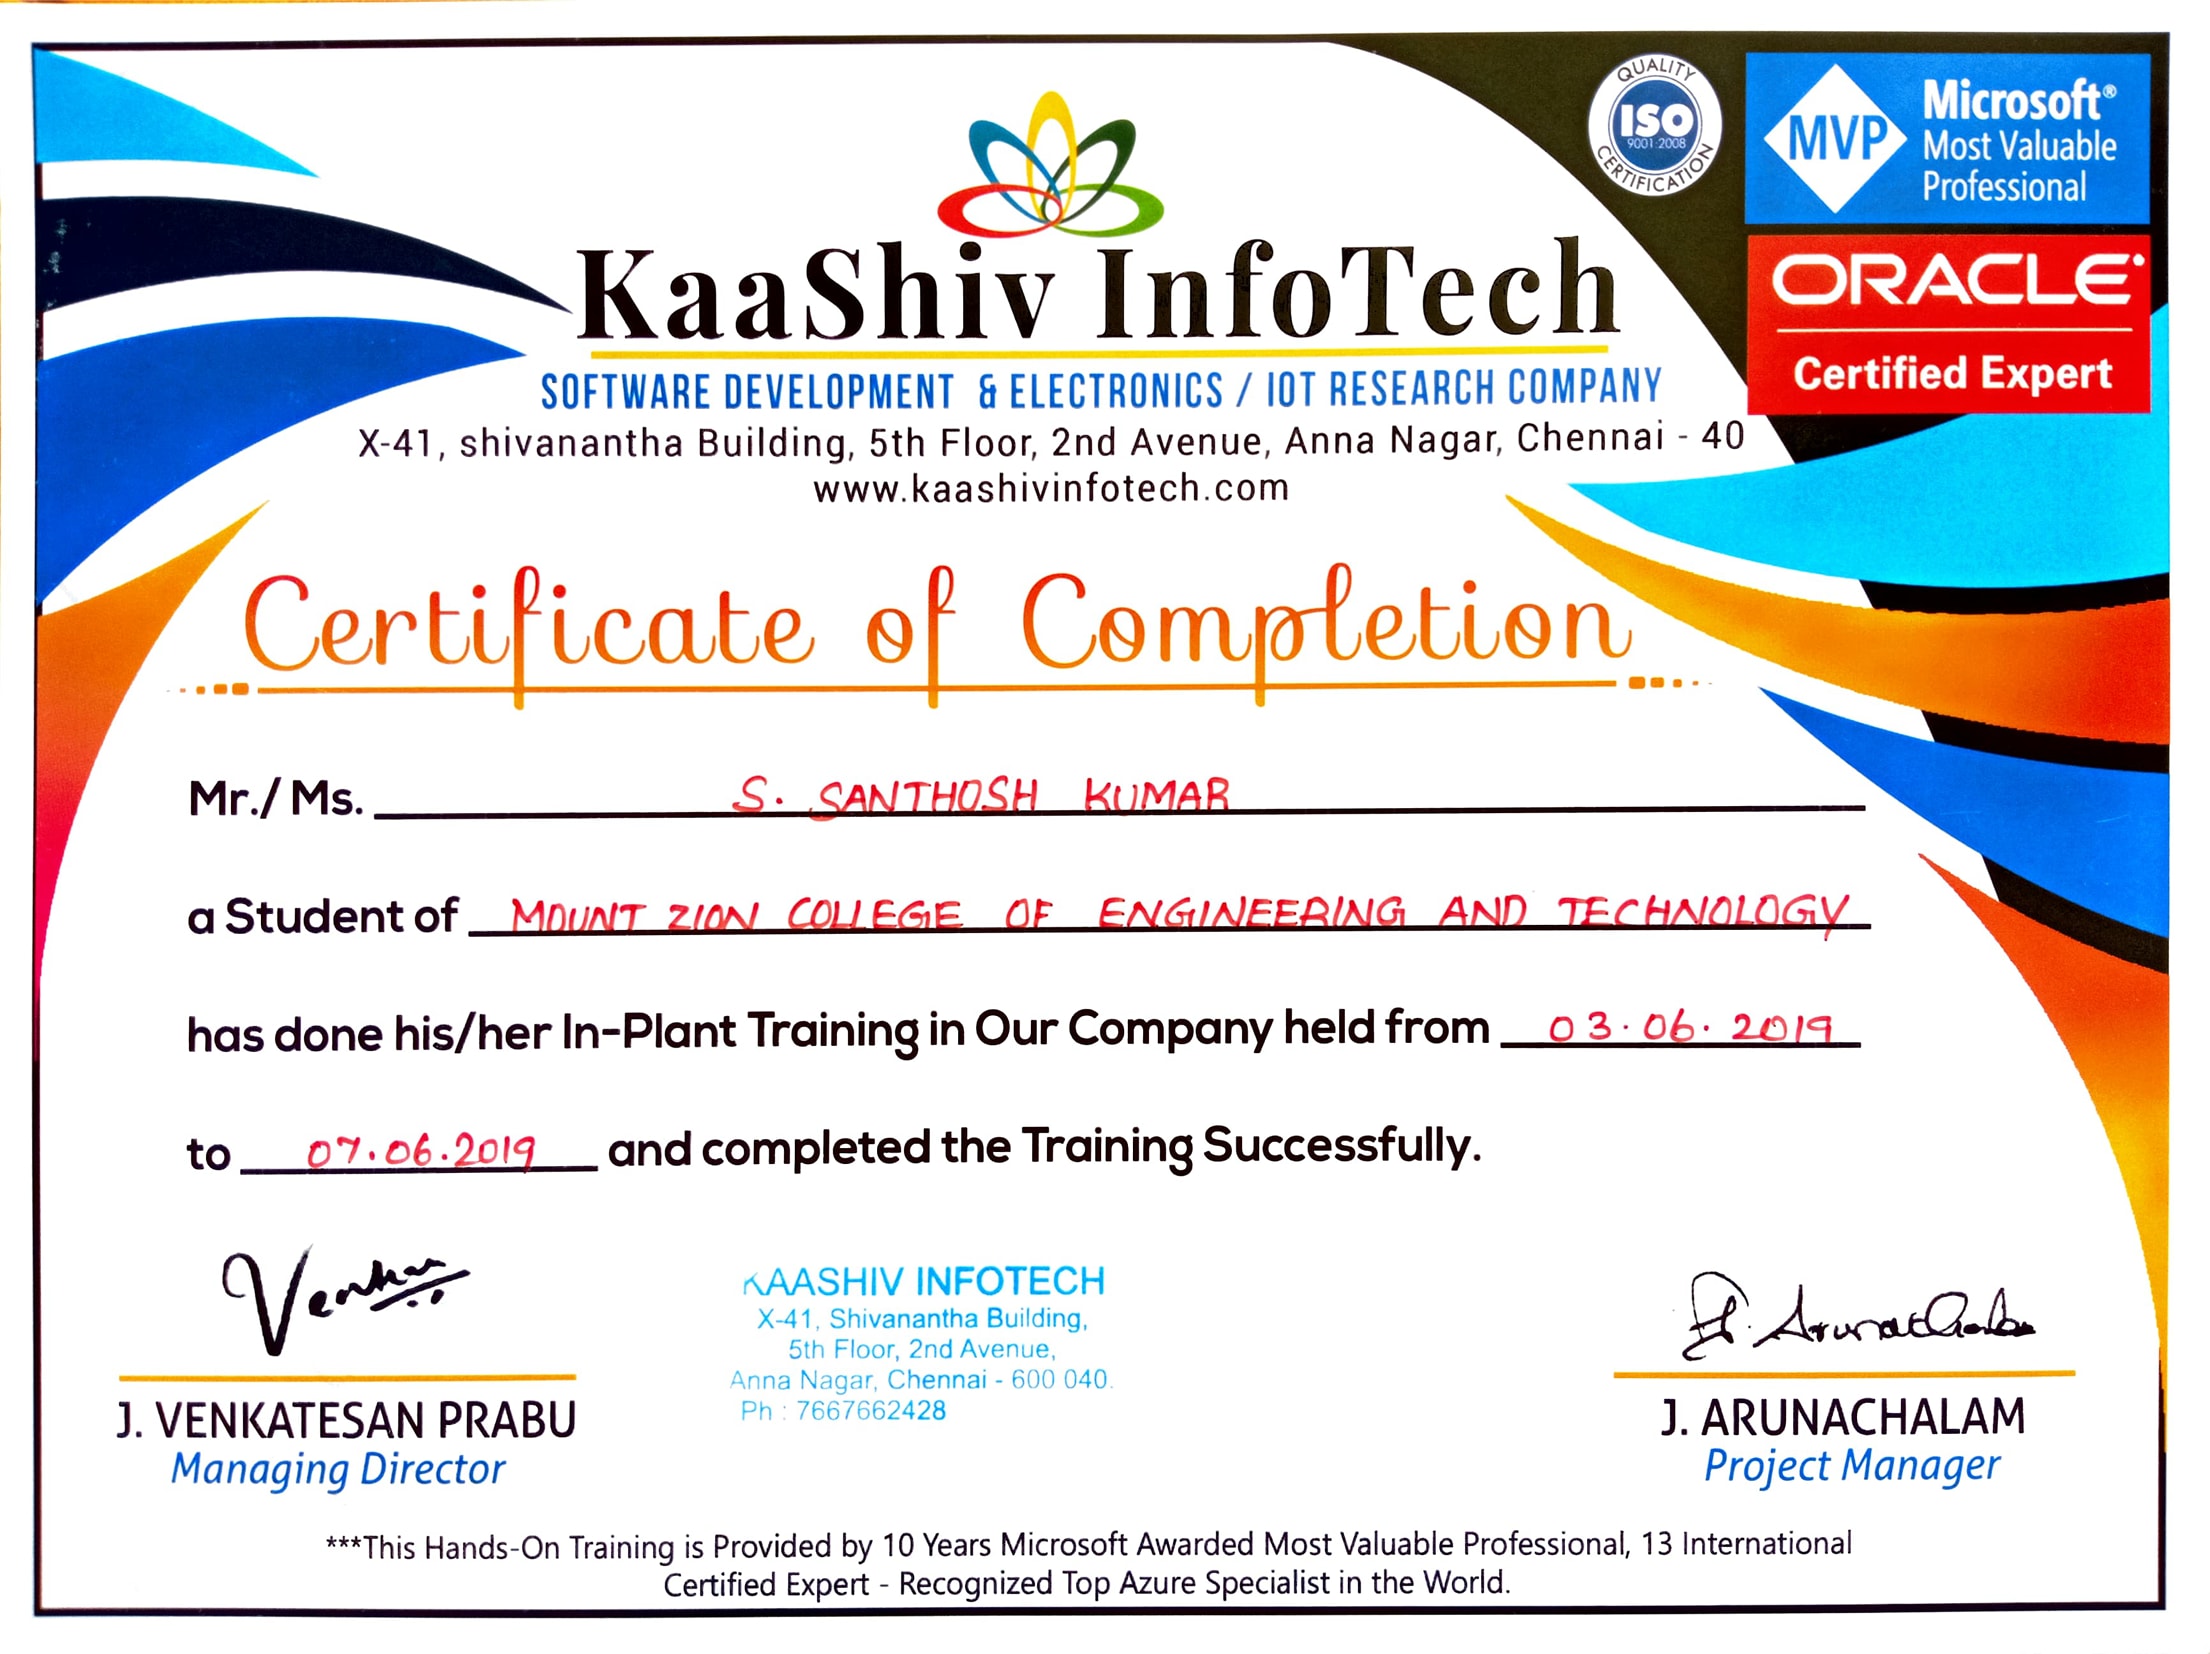 QUALITY
ISO
9001:2008
CERTIFICATION
MVP
Microsoft®
Most Valuable
Professional
ORACLE
Certified Expert
KaaShiv InfoTech
SOFTWARE DEVELOPMENT & ELECTRONICS / IOT RESEARCH COMPANY
X-41, shivanantha Building, 5th Floor, 2nd Avenue, Anna Nagar, Chennai - 40
www.kaashivinfotech.com
Certificate of Completion
Mr./ Ms. S. SANTHOSH KUMAR
a Student of MOUNT ZION COLLEGE OF ENGINEERING AND TECHNOLOGY
has done his/her In-Plant Training in Our Company held from 03.06.2019
to 07.06.2019 and completed the Training Successfully.
Venkat
J. Arunachalam
KAASHIV INFOTECH
X-41, Shivanantha Building,
5th Floor, 2nd Avenue,
Anna Nagar, Chennai - 600 040.
Ph : 7667662428
J. VENKATESAN PRABU
Managing Director
J. ARUNACHALAM
Project Manager
***This Hands-On Training is Provided by 10 Years Microsoft Awarded Most Valuable Professional, 13 International
Certified Expert - Recognized Top Azure Specialist in the World.